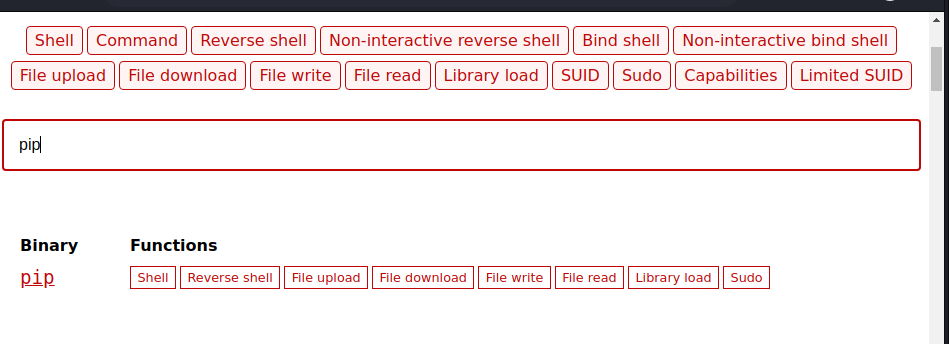 Shell Command Reverse shell Non-interactive reverse shell Bind shell Non-interactive bind shell
File upload File download File write File read Library load SUID Sudo Capabilities Limited SUID
pip
Binary Functions
pip Shell Reverse shell File upload File download File write File read Library load Sudo